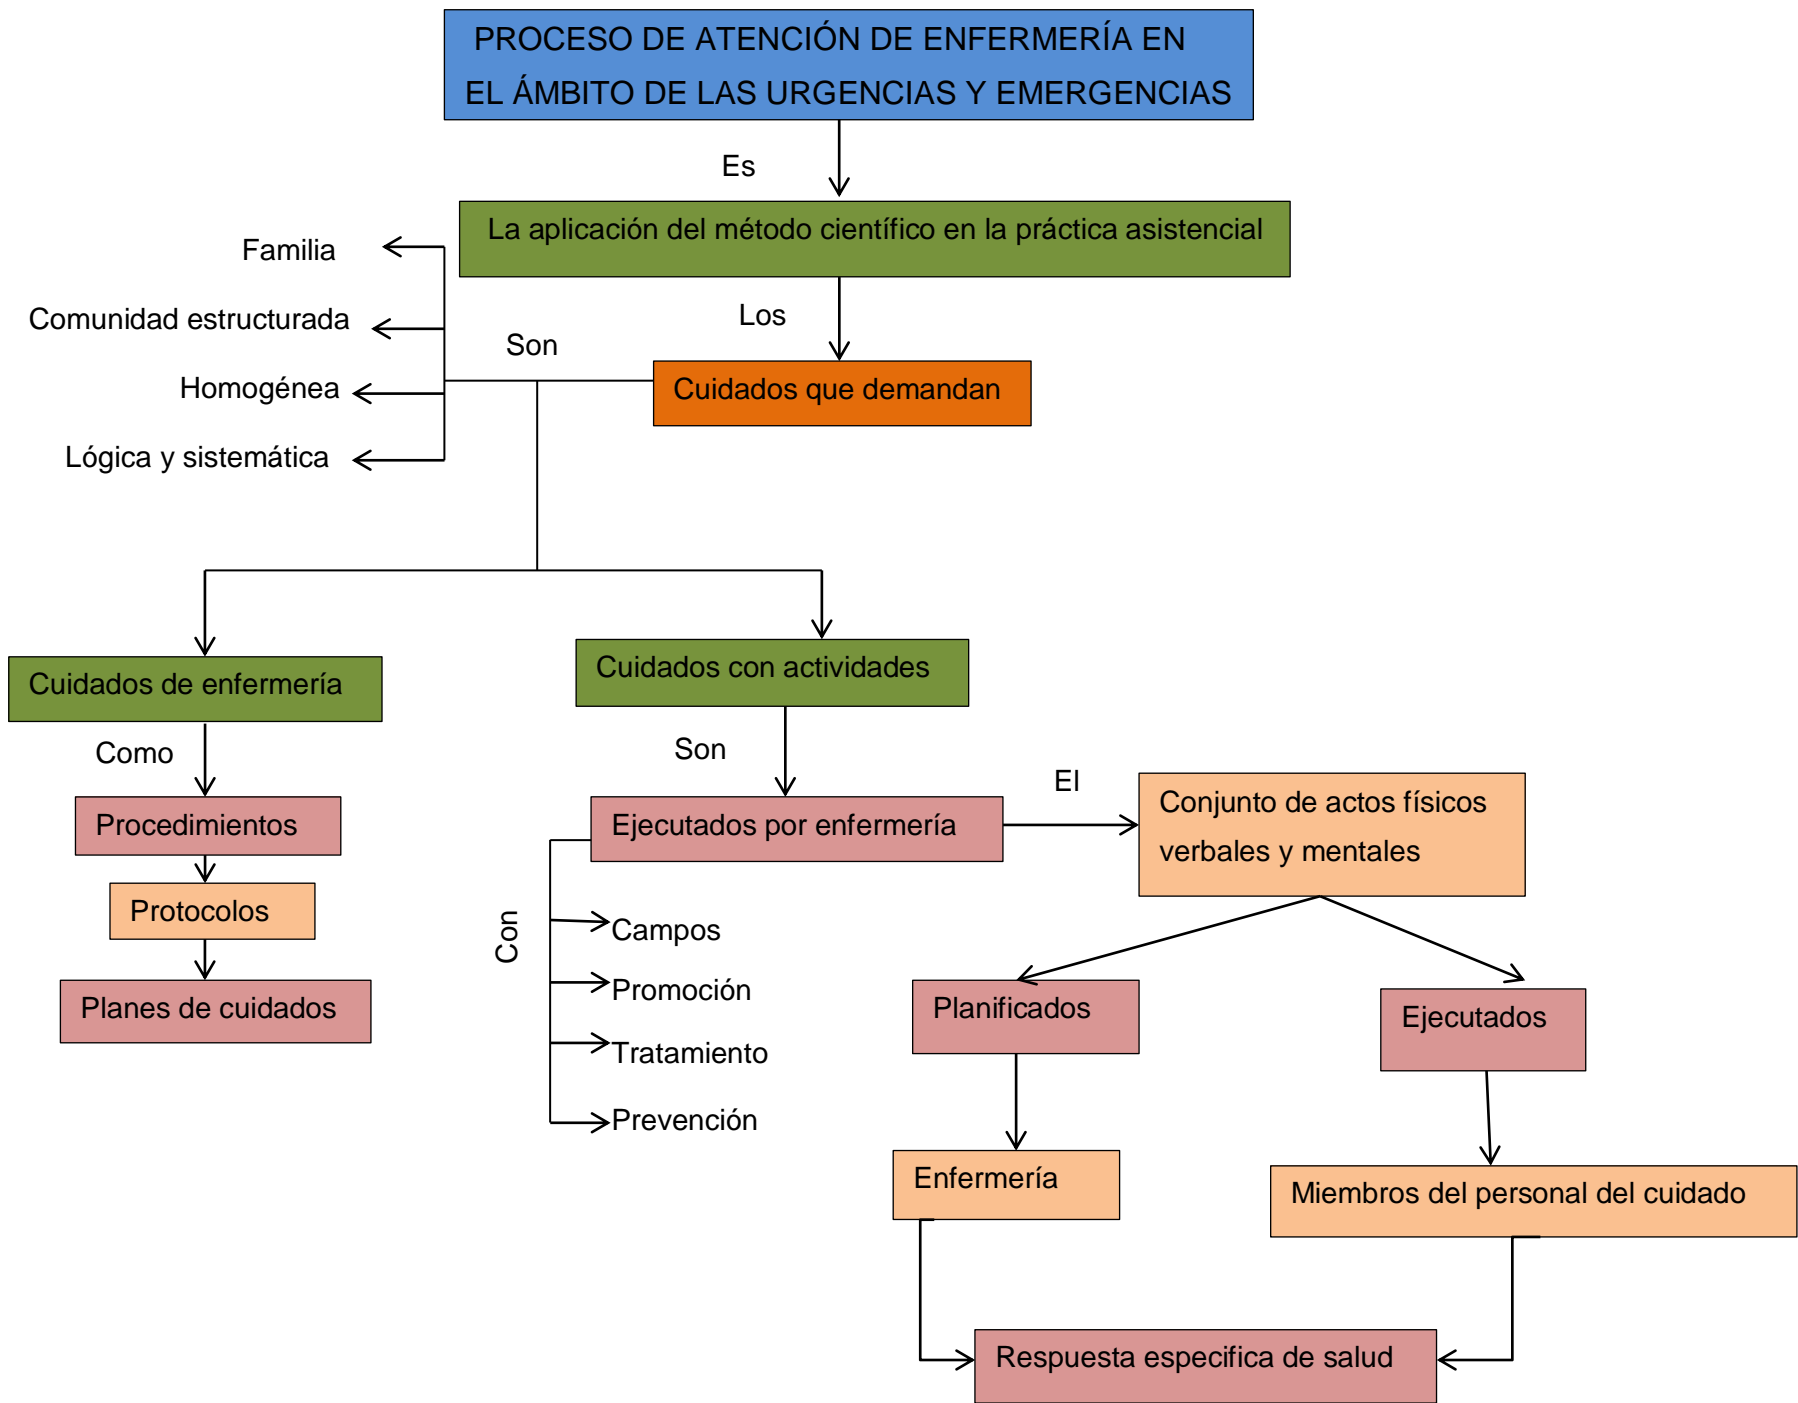 PROCESO DE ATENCIÓN DE ENFERMERÍA EN
EL ÁMBITO DE LAS URGENCIAS Y EMERGENCIAS
Es
La aplicación del método científico en la práctica asistencial
Familia
Comunidad estructurada
Homogénea
Lógica y sistemática
Son
Los
Cuidados que demandan
Cuidados de enfermería
Como
Procedimientos
Protocolos
Planes de cuidados
Cuidados con actividades
Son
Ejecutados por enfermería
Con
Campos
Promoción
Tratamiento
Prevención
El
Conjunto de actos físicos
verbales y mentales
Planificados
Ejecutados
Enfermería
Miembros del personal del cuidado
Respuesta especifica de salud